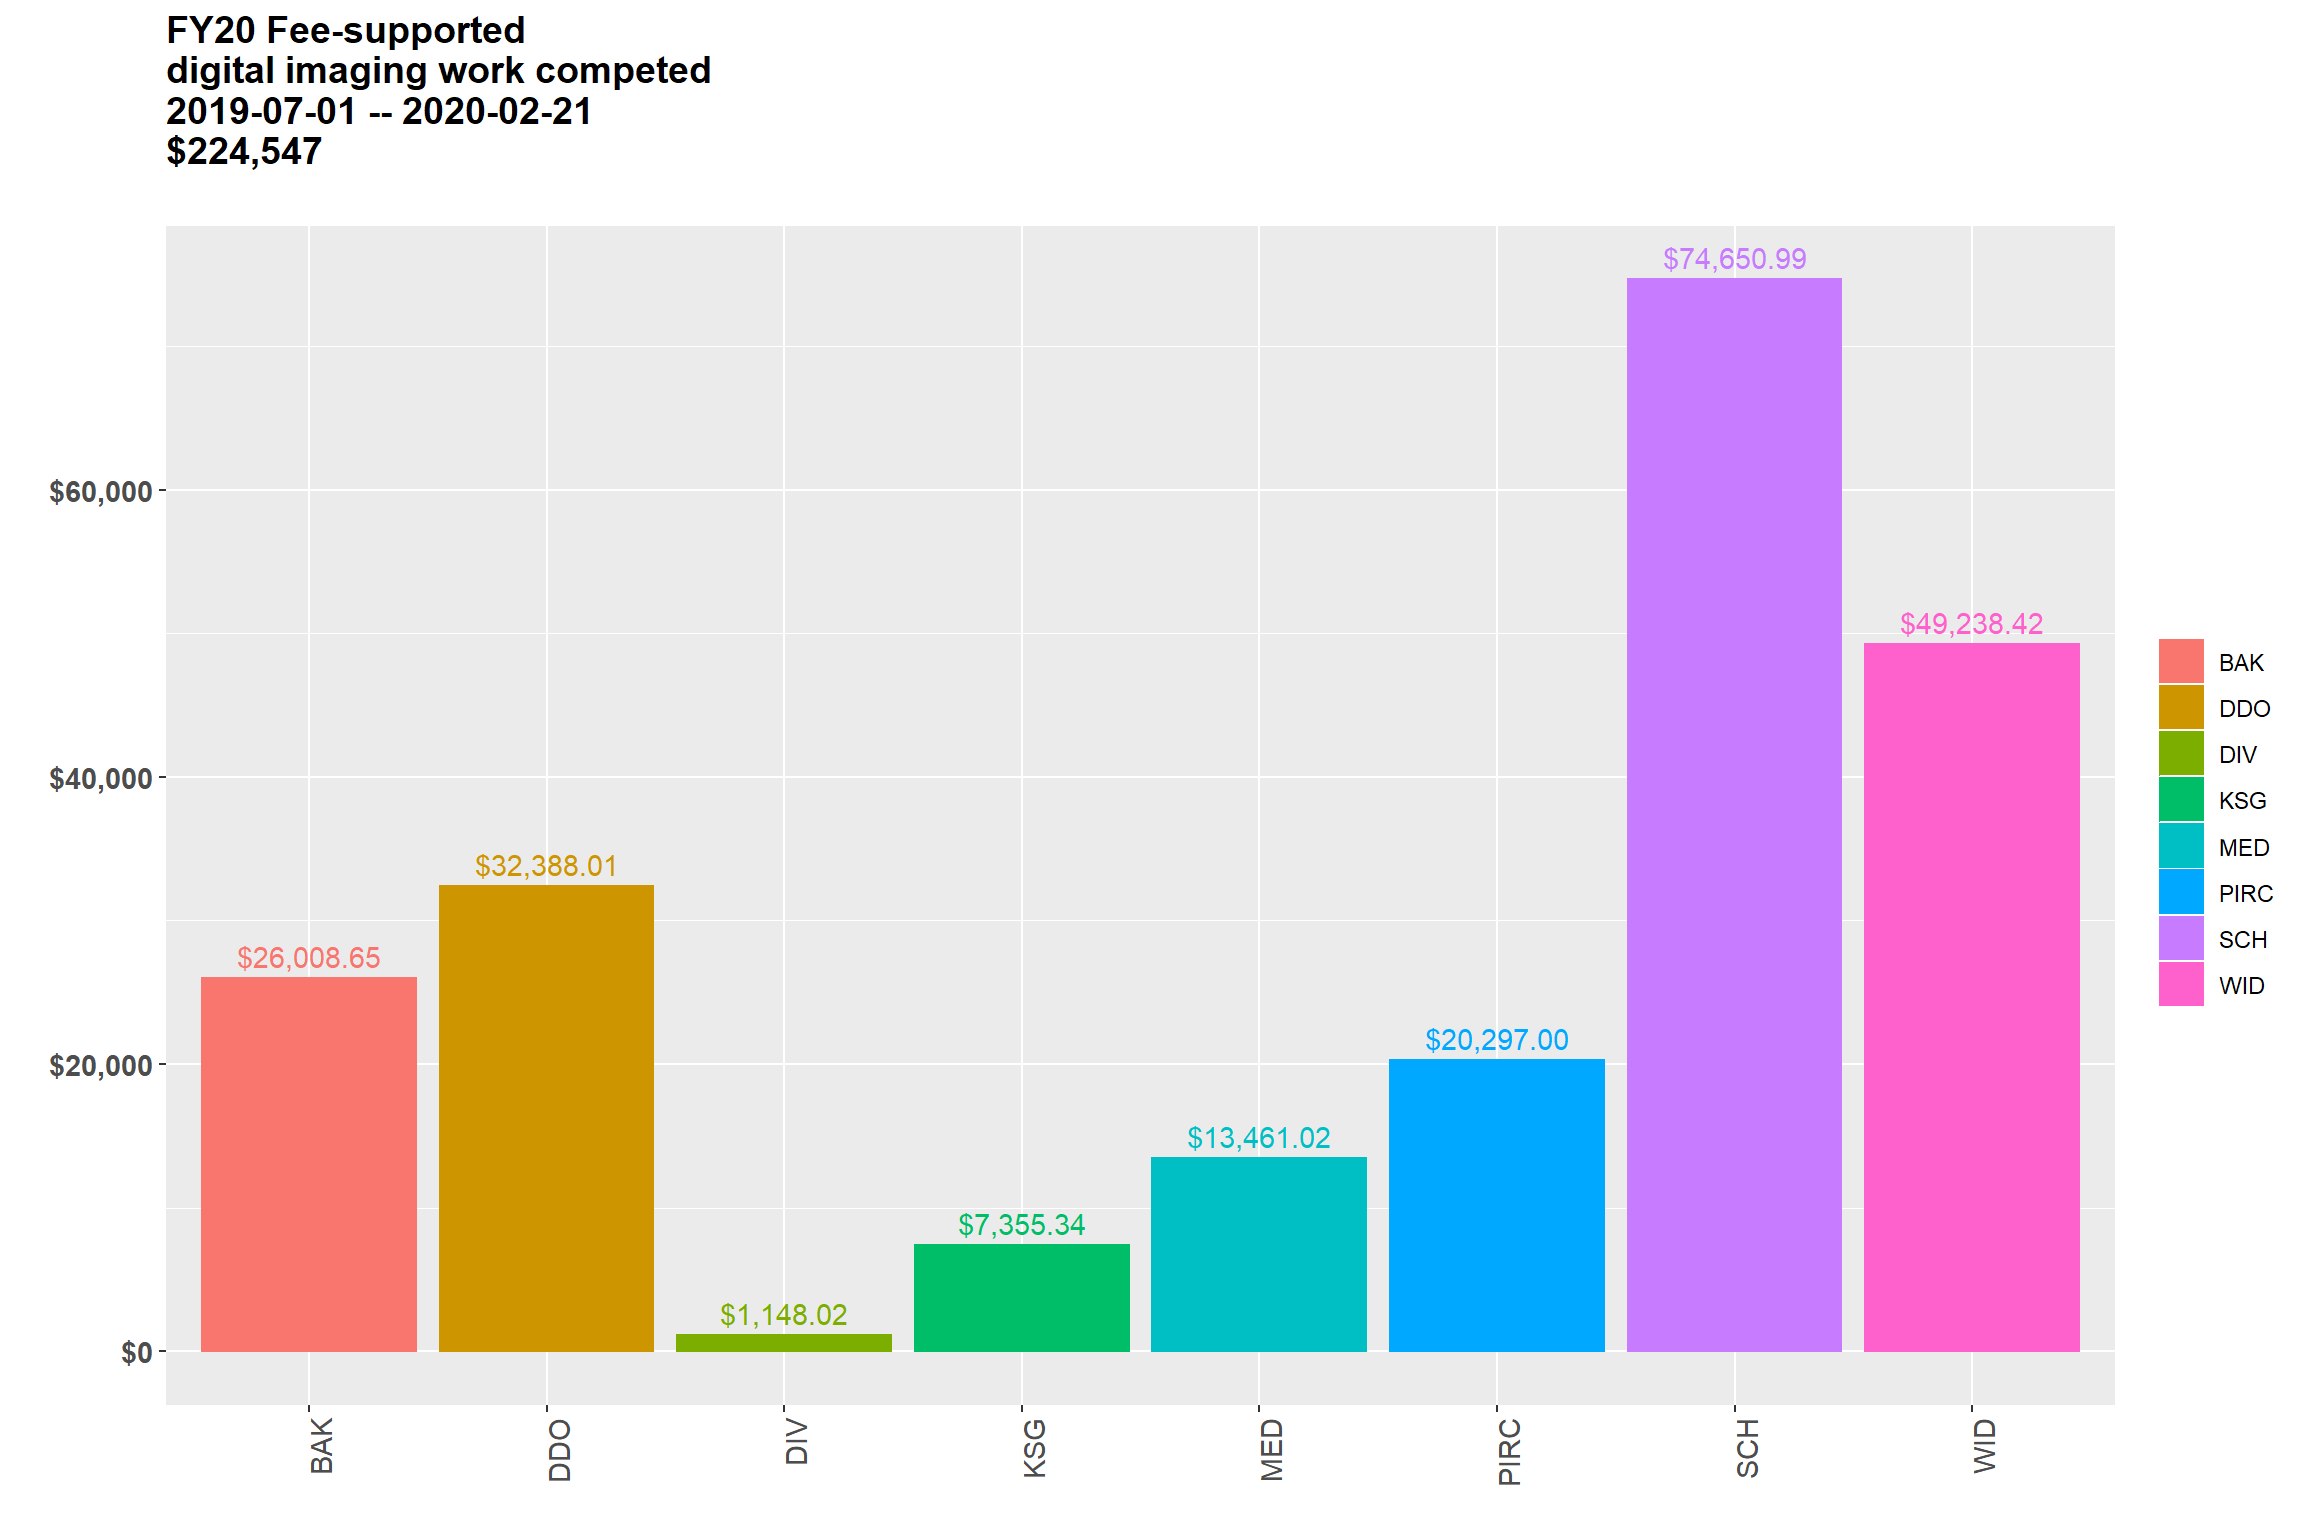 FY20 Fee-supported
digital imaging work competed
2019-07-01 -- 2020-02-21
$224,547
$74,650.99
$60,000
$49,238.42
$40,000
$32,388.01
$26,008.65
$20,297.00
$20,000
$13,461.02
$7,355.34
$1,148.02
$0
BAK
DDO
DIV
KSG
MED
PIRC
SCH
WID
BAK
DDO
DIV
KSG
MED
PIRC
SCH
WID